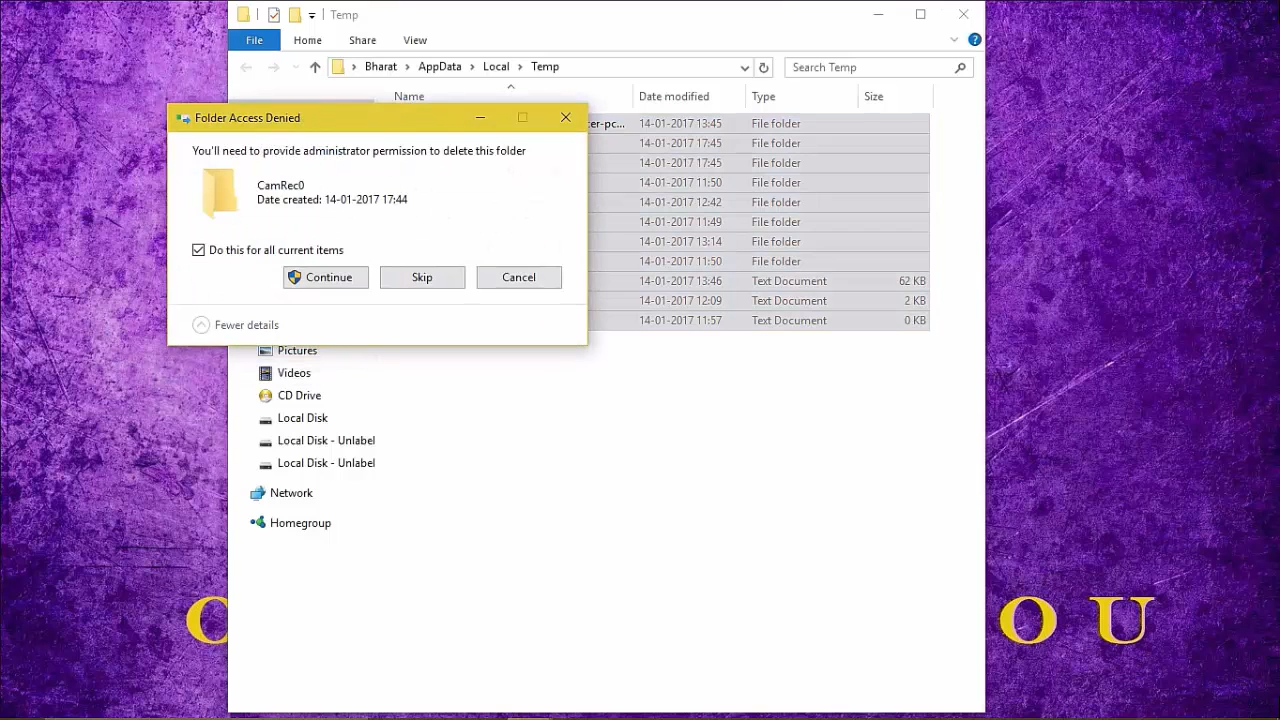 Temp
File Home Share View
Bharat > AppData > Local > Temp
Search Temp
Name Date modified Type Size
Folder Access Denied
You'll need to provide administrator permission to delete this folder
CamRec0
Date created: 14-01-2017 17:44
Do this for all current items
Continue Skip Cancel
Fewer details
er-pc... 14-01-2017 13:45 File folder
14-01-2017 17:45 File folder
14-01-2017 17:45 File folder
14-01-2017 11:50 File folder
14-01-2017 12:42 File folder
14-01-2017 11:49 File folder
14-01-2017 13:14 File folder
14-01-2017 11:50 File folder
14-01-2017 13:46 Text Document 62 KB
14-01-2017 12:09 Text Document 2 KB
14-01-2017 11:57 Text Document 0 KB
Pictures
Videos
CD Drive
Local Disk
Local Disk - Unlabel
Local Disk - Unlabel
Network
Homegroup
O U